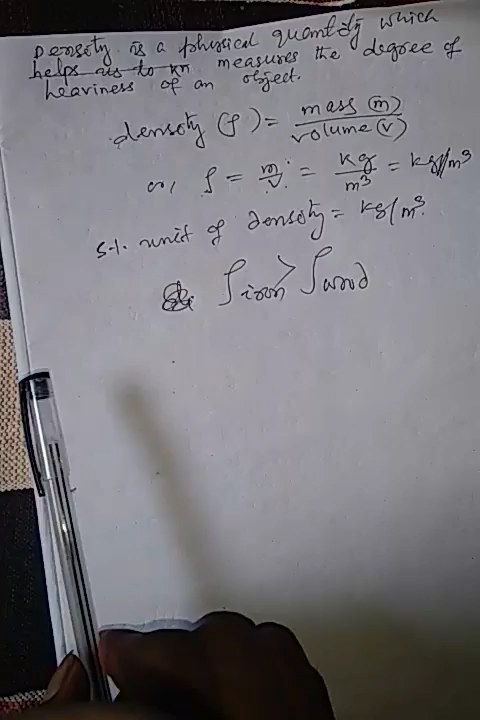 Density is a physical quantity which
helps us to kn measures the degree of
heaviness of an object.
density (ρ) = mass (m) / volume (v)
or, ρ = m/v = kg/m³ = kg/m³
S.I. unit of density = kg/m³.
ρiron > ρwood